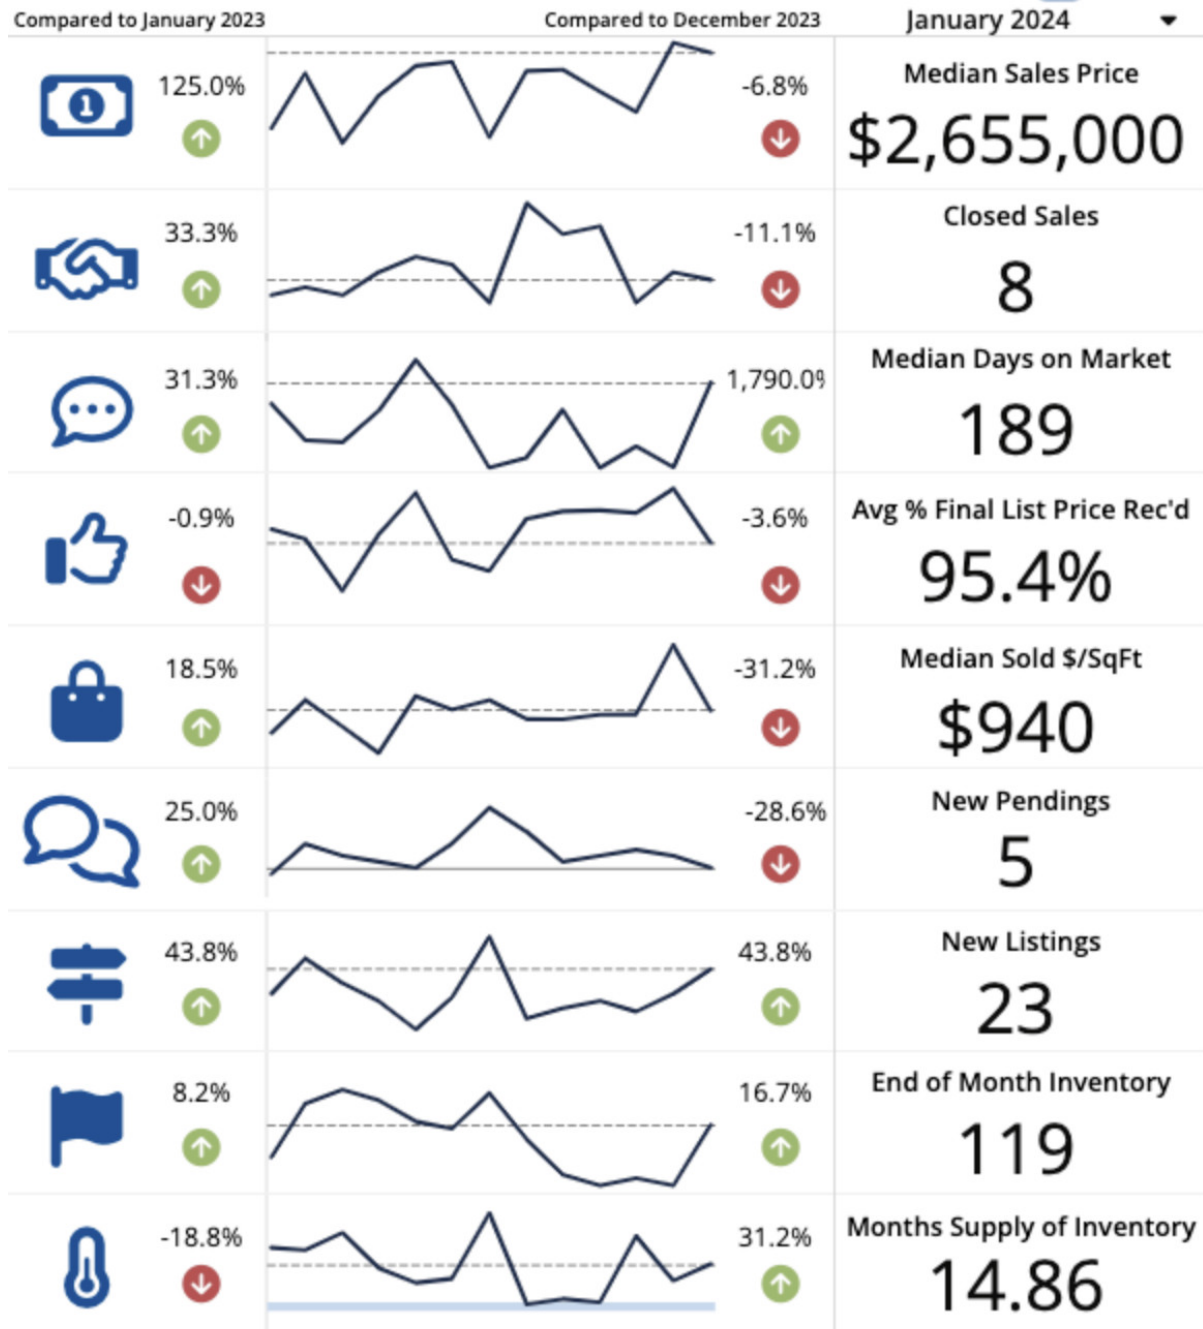 Compared to January 2023 Compared to December 2023 January 2024
125.0% -6.8% Median Sales Price
1 $2,655,000
33.3% -11.1% Closed Sales
8
31.3% 1,790.0% Median Days on Market
189
-0.9% -3.6% Avg % Final List Price Rec'd
95.4%
18.5% -31.2% Median Sold $/SqFt
$940
25.0% -28.6% New Pendings
5
43.8% 43.8% New Listings
23
8.2% 16.7% End of Month Inventory
119
-18.8% 31.2% Months Supply of Inventory
14.86